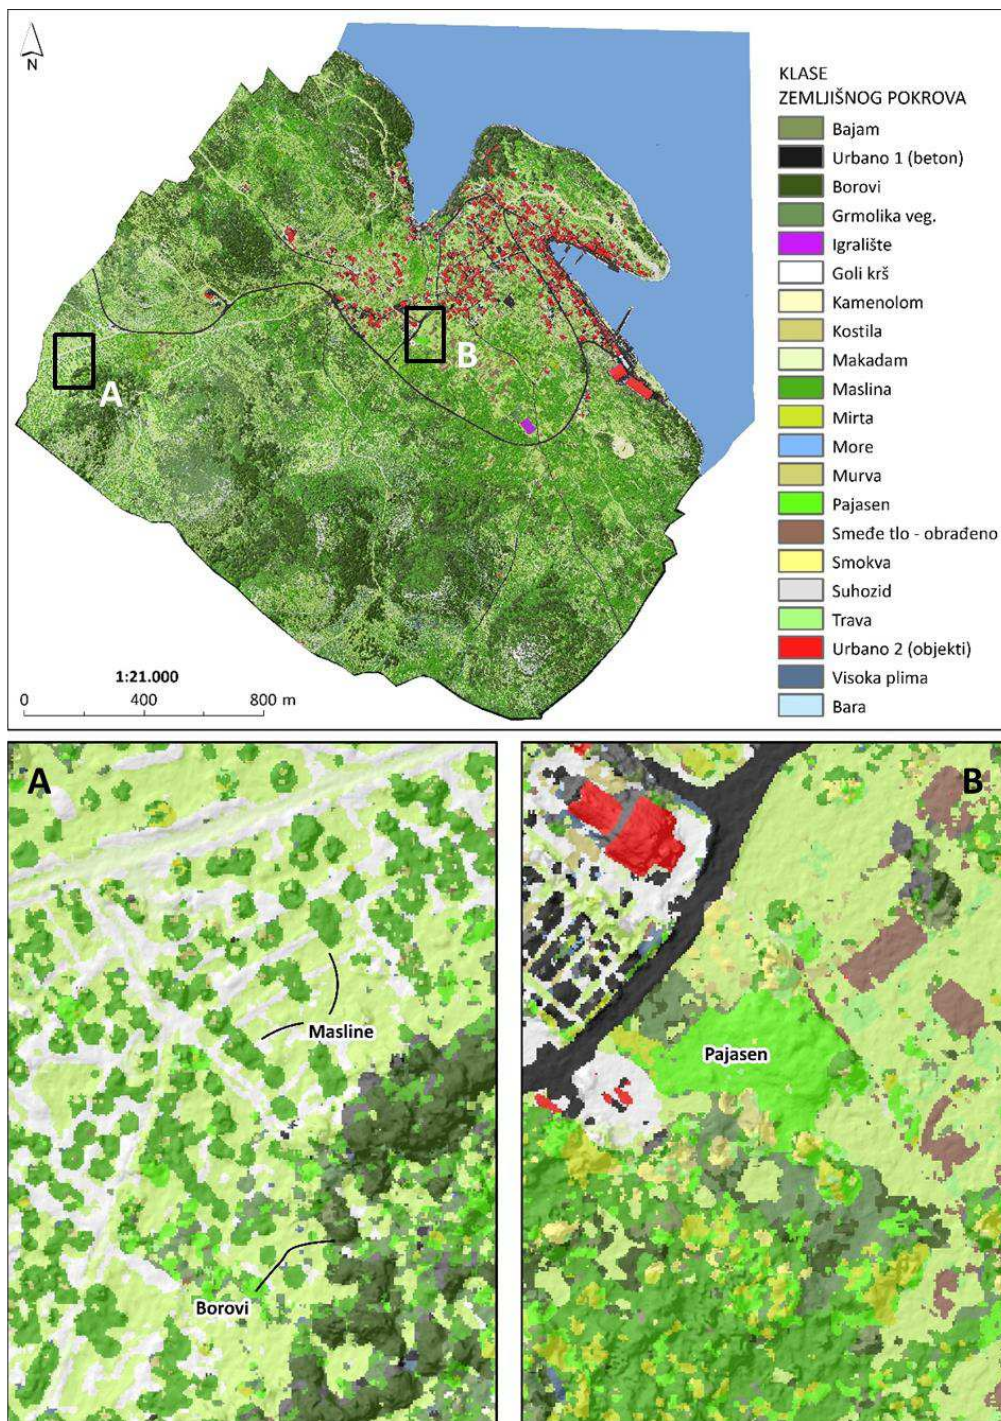 N
KLASE
ZEMLJIŠNOG POKROVA
Bajam
Urbano 1 (beton)
Borovi
Grmolika veg.
Igralište
Goli krš
Kamenolom
Kostila
Makadam
Maslina
Mirta
More
Murva
Pajasen
Smeđe tlo - obrađeno
Smokva
Suhozid
Trava
Urbano 2 (objekti)
Visoka plima
Bara
A
B
1:21.000
0 400 800 m
A
Masline
Borovi
B
Pajasen